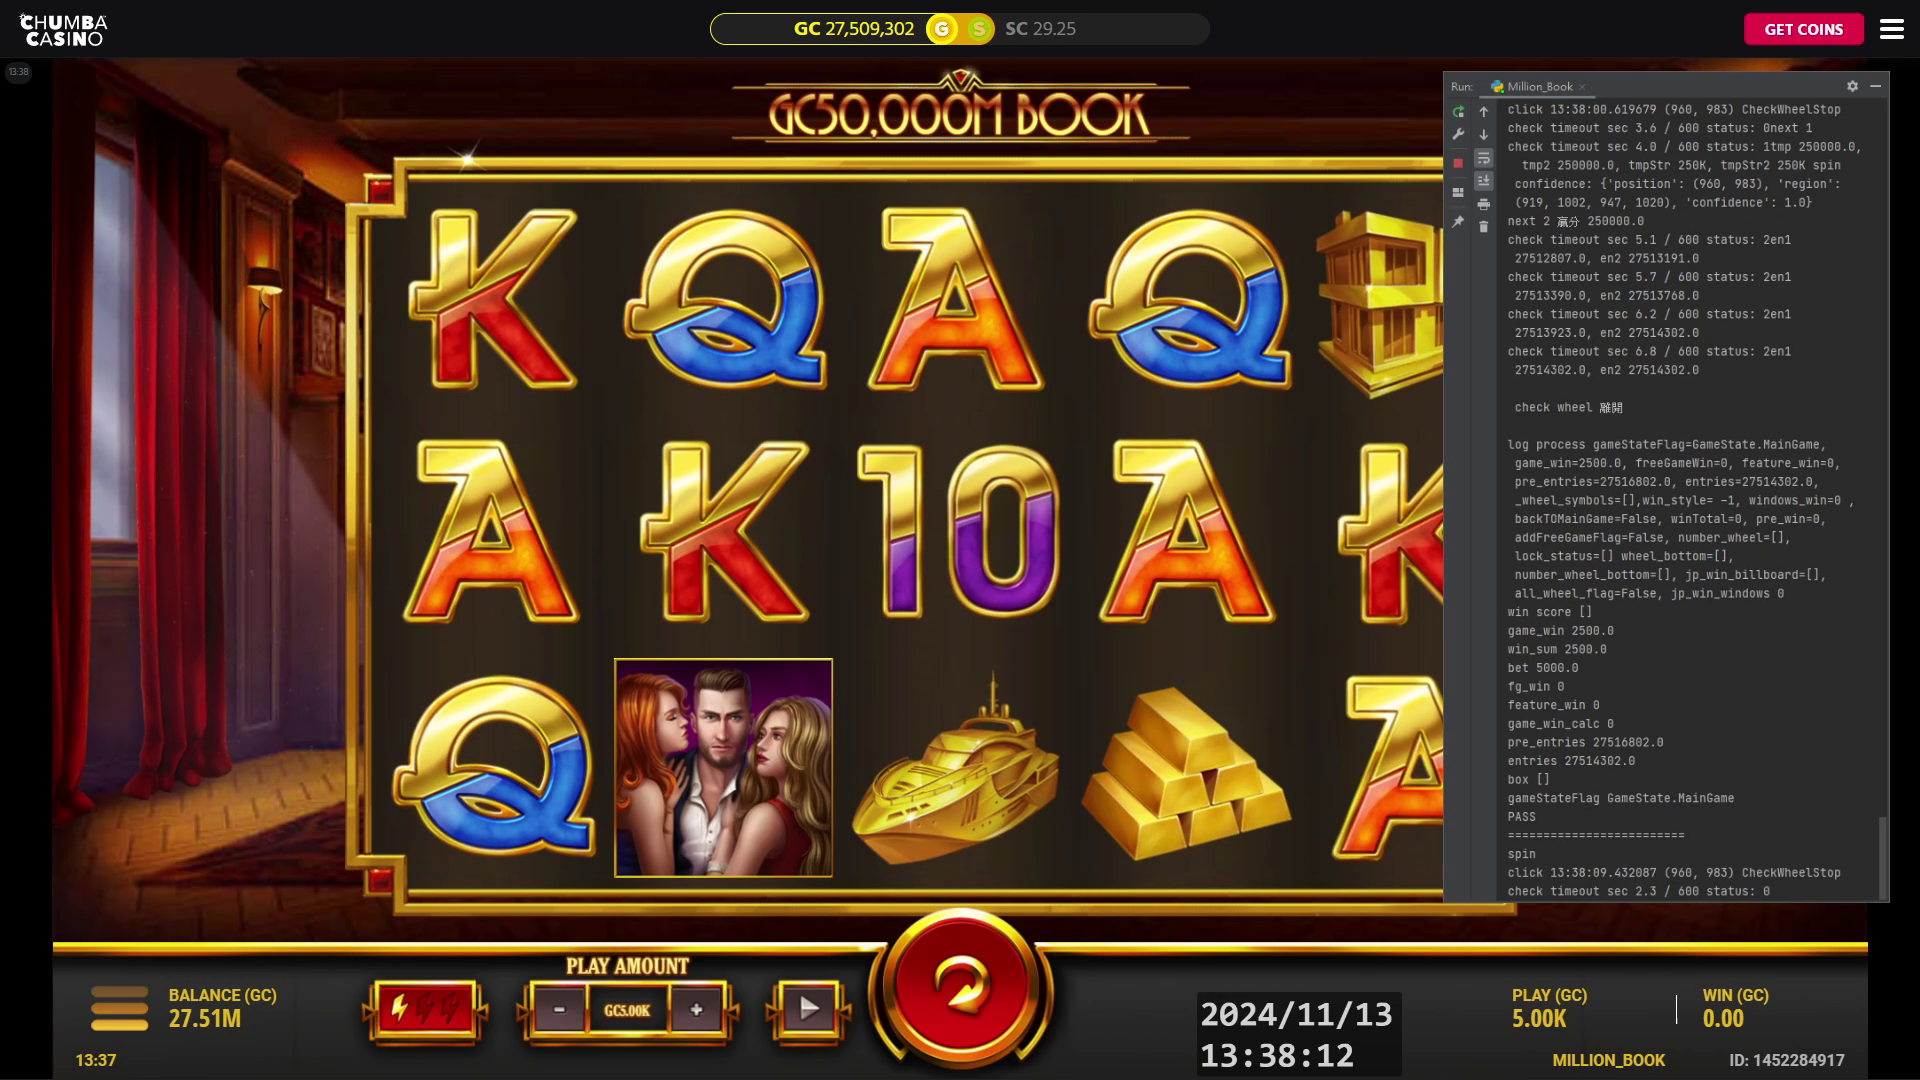 CHUMBA
CASINO
GC 27,509,302
G
S
SC 29.25
GET COINS
13:38
GC50,000M BOOK
K
Q
A
Q
A
K
10
A
K
Q
A
Run:
Million_Book
click 13:38:00.619679 (960, 983) CheckWheelStop
check timeout sec 3.6 / 600 status: 0next 1
check timeout sec 4.0 / 600 status: 1tmp 250000.0,
tmp2 250000.0, tmpStr 250K, tmpStr2 250K spin
confidence: {'position': (960, 983), 'region':
(919, 1002, 947, 1020), 'confidence': 1.0}
next 2 贏分 250000.0
check timeout sec 5.1 / 600 status: 2en1
27512807.0, en2 27513191.0
check timeout sec 5.7 / 600 status: 2en1
27513390.0, en2 27513768.0
check timeout sec 6.2 / 600 status: 2en1
27513923.0, en2 27514302.0
check timeout sec 6.8 / 600 status: 2en1
27514302.0, en2 27514302.0
check wheel 離開
log process gameStateFlag=GameState.MainGame,
game_win=2500.0, freeGameWin=0, feature_win=0,
pre_entries=27516802.0, entries=27514302.0,
_wheel_symbols=[],win_style= -1, windows_win=0 ,
backTOMainGame=False, winTotal=0, pre_win=0,
addFreeGameFlag=False, number_wheel=[],
lock_status=[] wheel_bottom=[],
number_wheel_bottom=[], jp_win_billboard=[],
all_wheel_flag=False, jp_win_windows 0
win score []
game_win 2500.0
win_sum 2500.0
bet 5000.0
fg_win 0
feature_win 0
game_win_calc 0
pre_entries 27516802.0
entries 27514302.0
box []
gameStateFlag GameState.MainGame
PASS
=========================
spin
click 13:38:09.432087 (960, 983) CheckWheelStop
check timeout sec 2.3 / 600 status: 0
BALANCE (GC)
27.51M
13:37
PLAY AMOUNT
-
GC5.00K
+
2024/11/13
13:38:12
PLAY (GC)
5.00K
WIN (GC)
0.00
MILLION_BOOK
ID: 1452284917